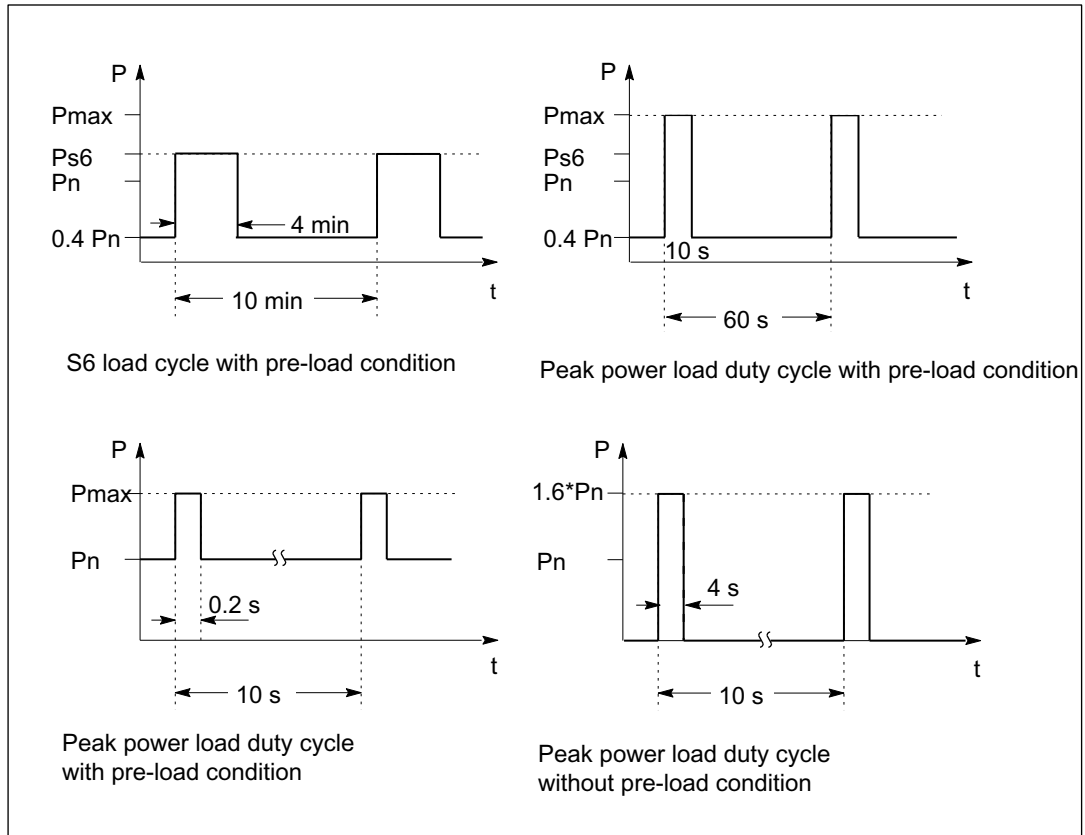 P
Pmax
Ps6
Pn
0.4 Pn
4 min
10 min
t
S6 load cycle with pre-load condition
P
Pmax
Ps6
Pn
0.4 Pn
10 s
60 s
t
Peak power load duty cycle with pre-load condition
P
Pmax
Pn
0.2 s
10 s
t
Peak power load duty cycle
with pre-load condition
P
1.6*Pn
Pn
4 s
10 s
t
Peak power load duty cycle
without pre-load condition